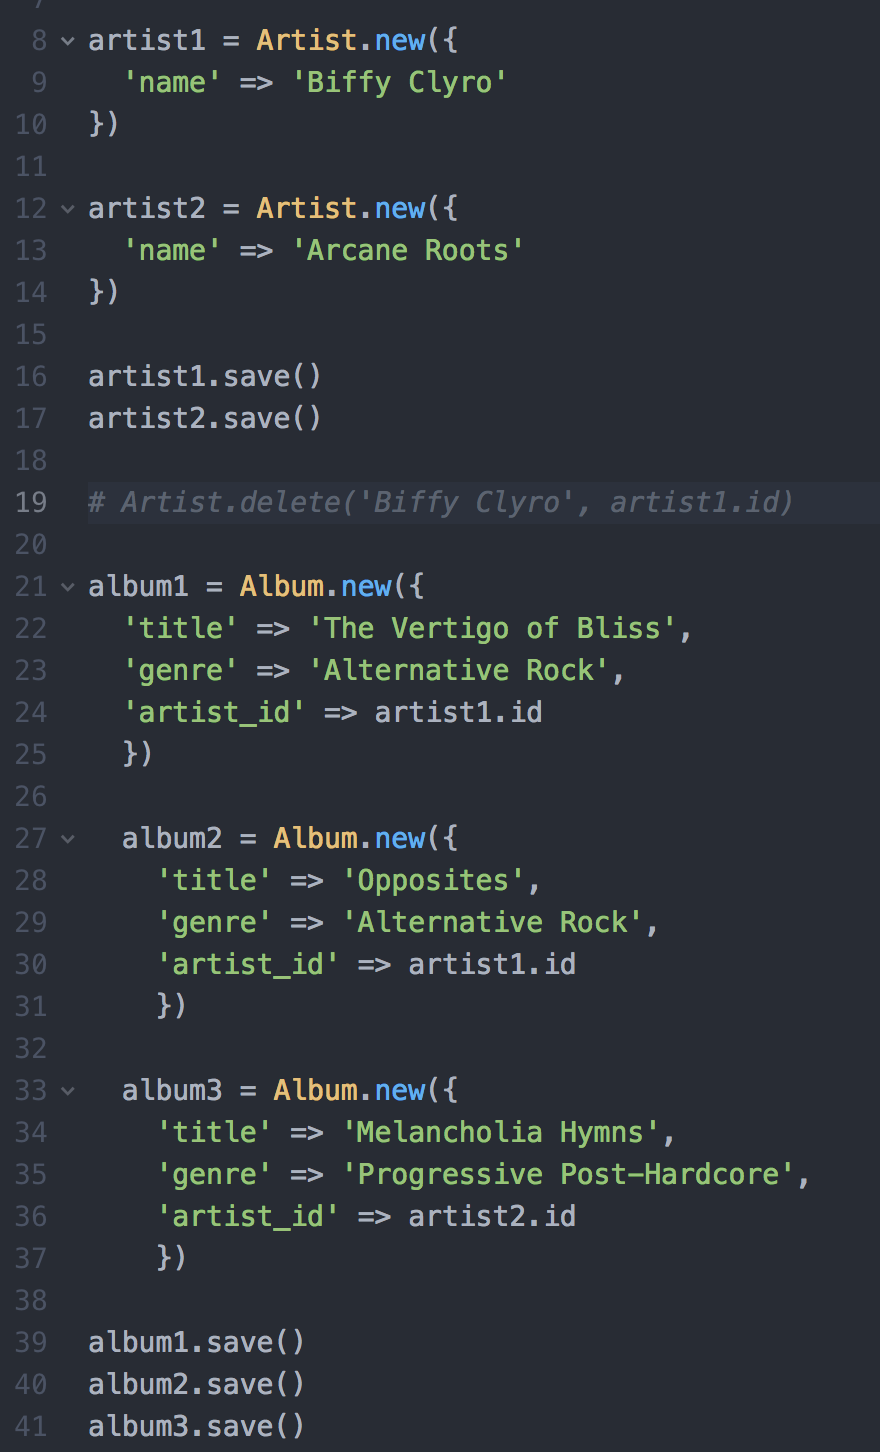 8 artist1 = Artist.new({
9 'name' => 'Biffy Clyro'
10 })
11
12 artist2 = Artist.new({
13 'name' => 'Arcane Roots'
14 })
15
16 artist1.save()
17 artist2.save()
18
19 # Artist.delete('Biffy Clyro', artist1.id)
20
21 album1 = Album.new({
22 'title' => 'The Vertigo of Bliss',
23 'genre' => 'Alternative Rock',
24 'artist_id' => artist1.id
25 })
26
27 album2 = Album.new({
28 'title' => 'Opposites',
29 'genre' => 'Alternative Rock',
30 'artist_id' => artist1.id
31 })
32
33 album3 = Album.new({
34 'title' => 'Melancholia Hymns',
35 'genre' => 'Progressive Post-Hardcore',
36 'artist_id' => artist2.id
37 })
38
39 album1.save()
40 album2.save()
41 album3.save()